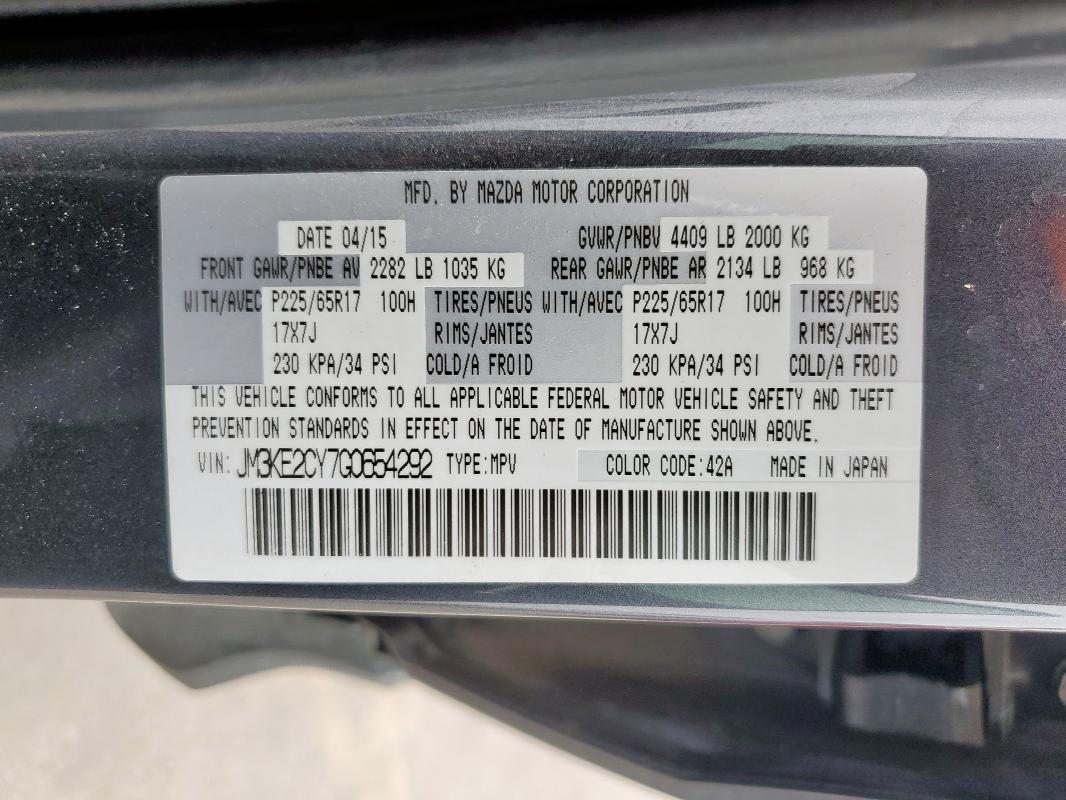 MFD. BY MAZDA MOTOR CORPORATION
DATE 04/15 GVWR/PNBV 4409 LB 2000 KG
FRONT GAWR/PNBE AV 2282 LB 1035 KG REAR GAWR/PNBE AR 2134 LB 968 KG
WITH/AVEC P225/65R17 100H TIRES/PNEUS WITH/AVEC P225/65R17 100H TIRES/PNEUS
17X7J RIMS/JANTES 17X7J RIMS/JANTES
230 KPA/34 PSI COLD/A FROID 230 KPA/34 PSI COLD/A FROID
THIS VEHICLE CONFORMS TO ALL APPLICABLE FEDERAL MOTOR VEHICLE SAFETY AND THEFT
PREVENTION STANDARDS IN EFFECT ON THE DATE OF MANUFACTURE SHOWN ABOVE.
VIN: JM3KE2CY7G0654292 TYPE:MPV COLOR CODE:42A MADE IN JAPAN